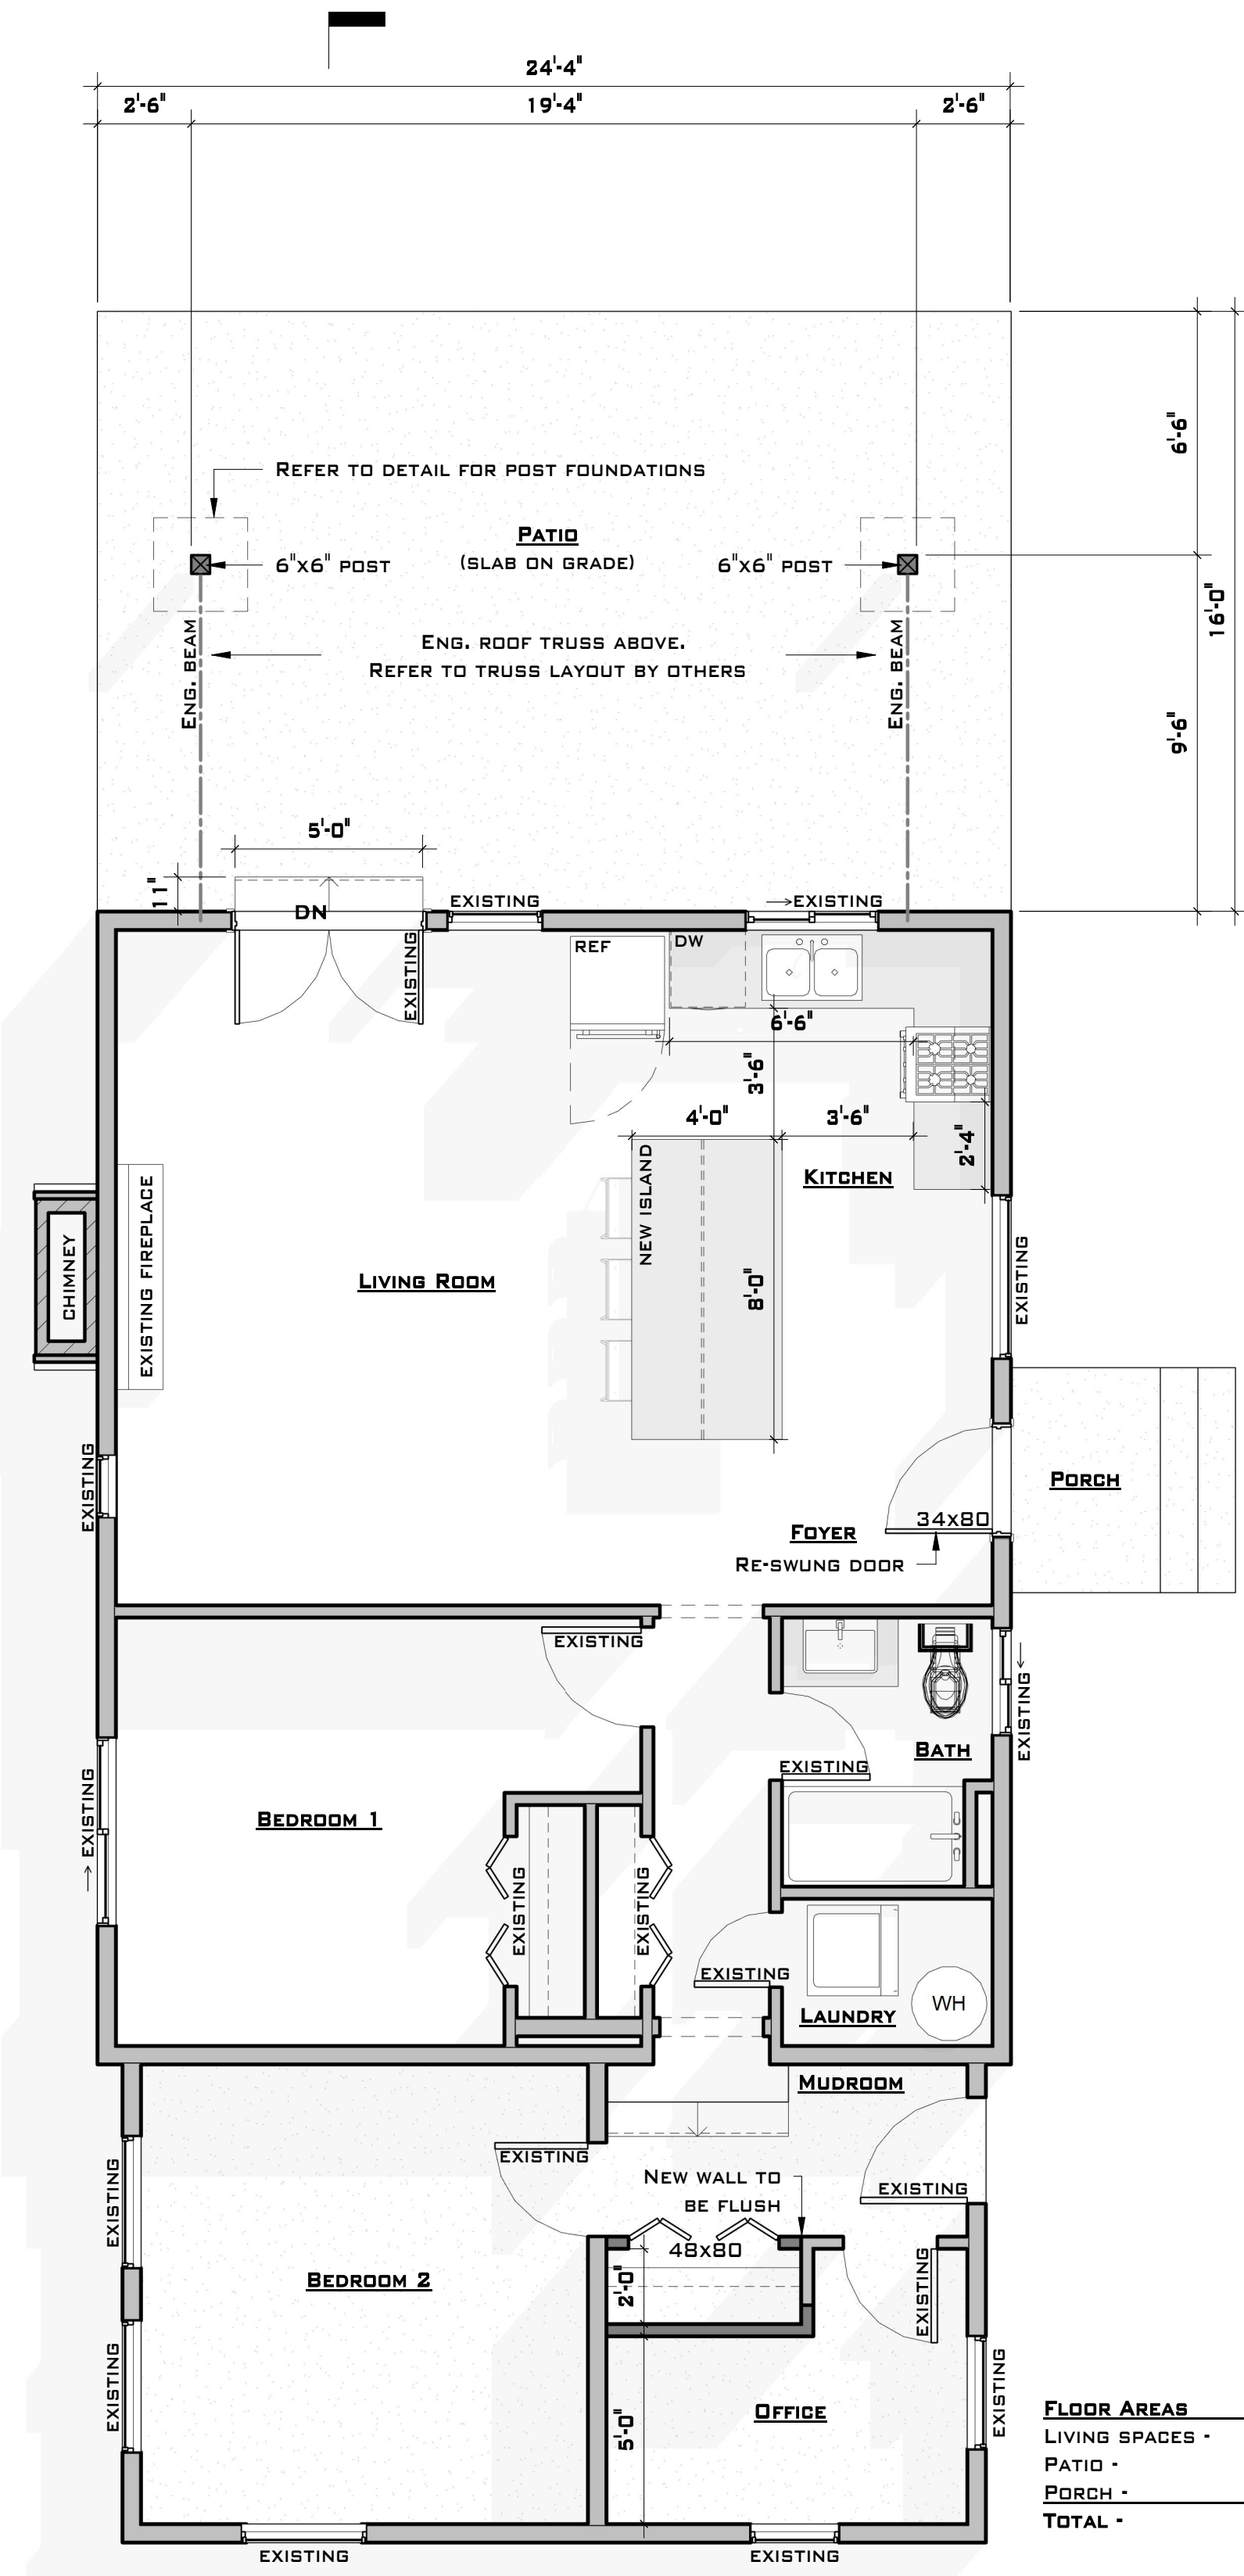 24'-4"
2'-6"
19'-4"
2'-6"
6'-6"
REFER TO DETAIL FOR POST FOUNDATIONS
PATIO
(SLAB ON GRADE)
6"x6" POST
6"x6" POST
16'-0"
ENG. BEAM
ENG. ROOF TRUSS ABOVE.
REFER TO TRUSS LAYOUT BY OTHERS
ENG. BEAM
9'-6"
5'-0"
11"
DN
EXISTING
EXISTING
EXISTING
REF
DW
6'-6"
3'-6"
4'-0"
3'-6"
2'-4"
NEW ISLAND
KITCHEN
CHIMNEY
EXISTING FIREPLACE
LIVING ROOM
8'-0"
EXISTING
EXISTING
PORCH
34x80
FOYER
RE-SWUNG DOOR
EXISTING
EXISTING
BATH
EXISTING
EXISTING
BEDROOM 1
EXISTING
EXISTING
EXISTING
WH
LAUNDRY
MUDROOM
EXISTING
NEW WALL TO
BE FLUSH
EXISTING
EXISTING
48x80
2'-0"
EXISTING
BEDROOM 2
EXISTING
EXISTING
OFFICE
5'-0"
FLOOR AREAS
LIVING SPACES -
PATIO -
PORCH -
TOTAL -
EXISTING
EXISTING